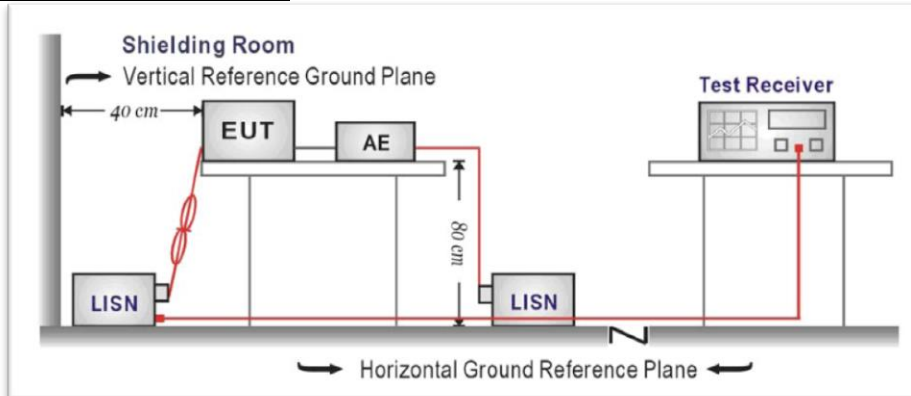 Shielding Room
Vertical Reference Ground Plane
Test Receiver
40 cm
EUT
AE
80 cm
LISN
LISN
Horizontal Ground Reference Plane